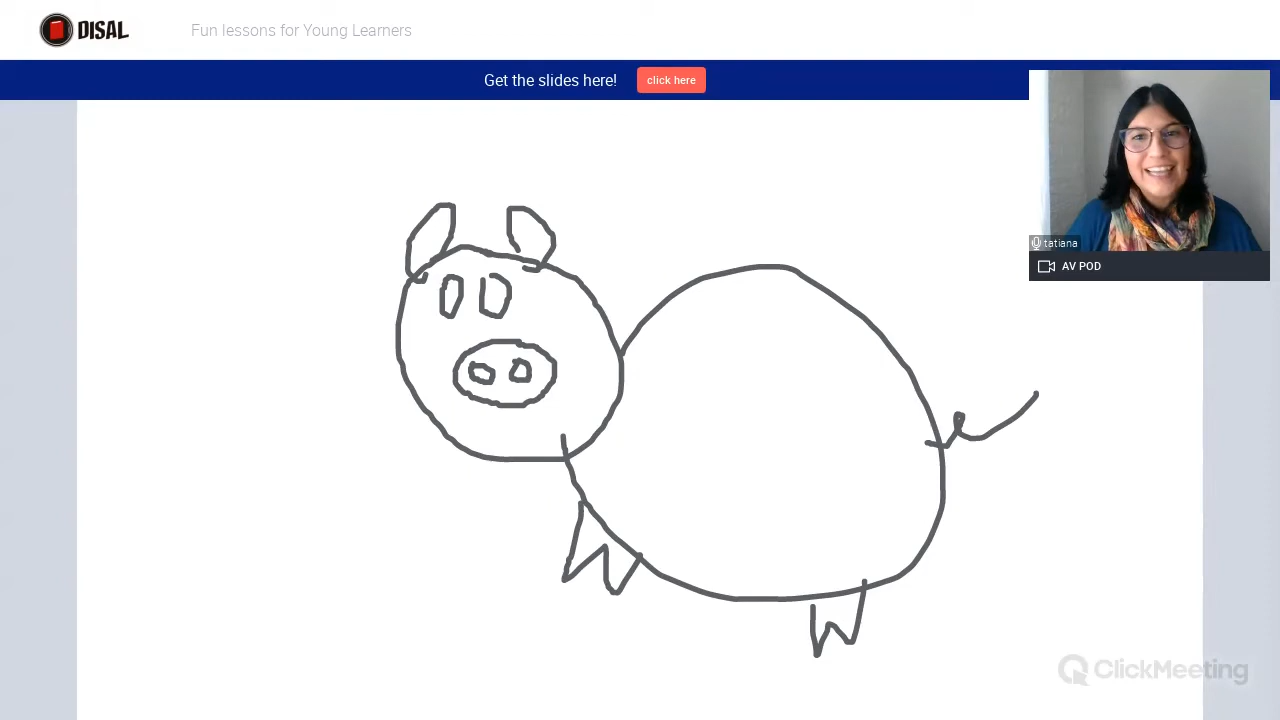 DISAL
Fun lessons for Young Learners
Get the slides here!
click here
tatiana
AV POD
ClickMeeting